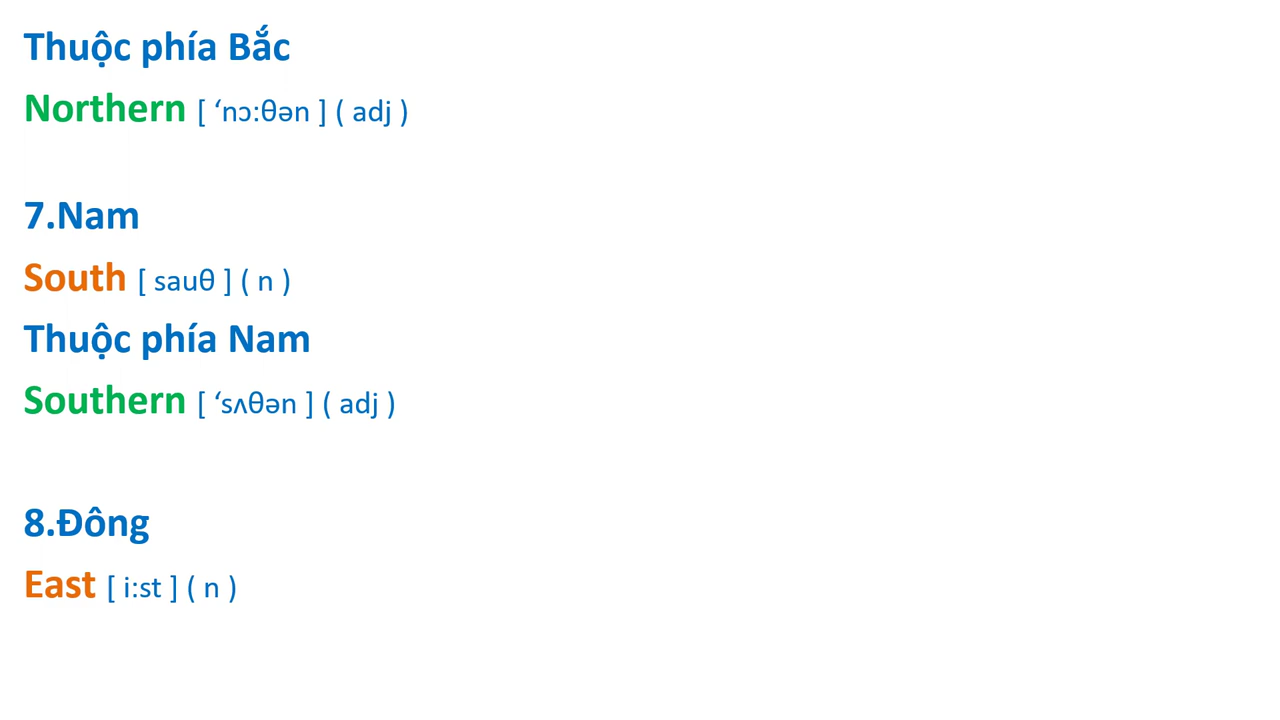 Thuộc phía Bắc
Northern [ ‘nɔ:θən ] ( adj )
7.Nam
South [ sauθ ] ( n )
Thuộc phía Nam
Southern [ ‘sʌθən ] ( adj )
8.Đông
East [ i:st ] ( n )